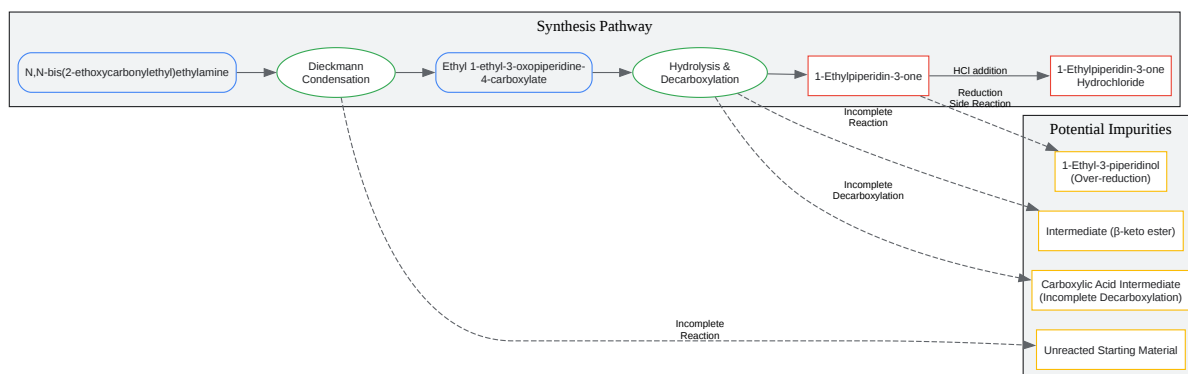 Synthesis Pathway
N,N-bis(2-ethoxycarbonylethyl)ethylamine
Dieckmann
Condensation
Ethyl 1-ethyl-3-oxopiperidine-
4-carboxylate
Hydrolysis &
Decarboxylation
1-Ethylpiperidin-3-one
HCl addition
1-Ethylpiperidin-3-one
Hydrochloride
Reduction
Side Reaction
Incomplete
Reaction
Potential Impurities
1-Ethyl-3-piperidinol
(Over-reduction)
Incomplete
Decarboxylation
Intermediate (β-keto ester)
Carboxylic Acid Intermediate
(Incomplete Decarboxylation)
Incomplete
Reaction
Unreacted Starting Material